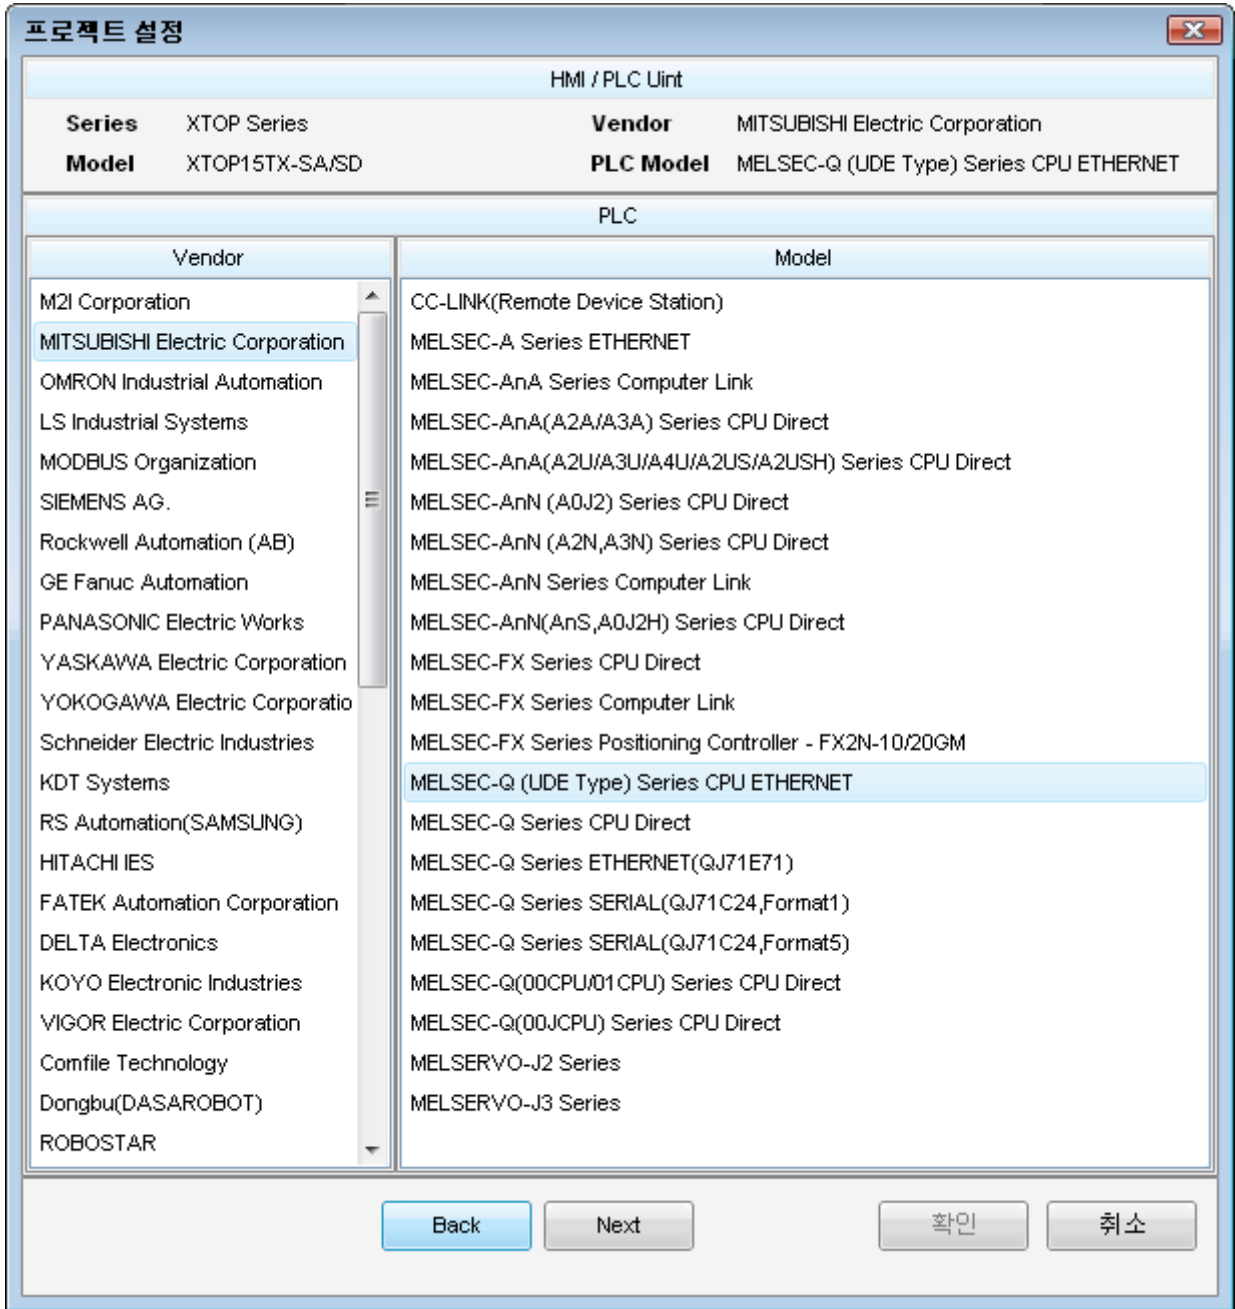 프로젝트 설정
HMI / PLC Uint
Series XTOP Series Vendor MITSUBISHI Electric Corporation
Model XTOP15TX-SA/SD PLC Model MELSEC-Q (UDE Type) Series CPU ETHERNET
PLC
Vendor
M2I Corporation
MITSUBISHI Electric Corporation
OMRON Industrial Automation
LS Industrial Systems
MODBUS Organization
SIEMENS AG.
Rockwell Automation (AB)
GE Fanuc Automation
PANASONIC Electric Works
YASKAWA Electric Corporation
YOKOGAWA Electric Corporatio
Schneider Electric Industries
KDT Systems
RS Automation(SAMSUNG)
HITACHI IES
FATEK Automation Corporation
DELTA Electronics
KOYO Electronic Industries
VIGOR Electric Corporation
Comfile Technology
Dongbu(DASAROBOT)
ROBOSTAR
Model
CC-LINK(Remote Device Station)
MELSEC-A Series ETHERNET
MELSEC-AnA Series Computer Link
MELSEC-AnA(A2A/A3A) Series CPU Direct
MELSEC-AnA(A2U/A3U/A4U/A2US/A2USH) Series CPU Direct
MELSEC-AnN (A0J2) Series CPU Direct
MELSEC-AnN (A2N,A3N) Series CPU Direct
MELSEC-AnN Series Computer Link
MELSEC-AnN(AnS,A0J2H) Series CPU Direct
MELSEC-FX Series CPU Direct
MELSEC-FX Series Computer Link
MELSEC-FX Series Positioning Controller - FX2N-10/20GM
MELSEC-Q (UDE Type) Series CPU ETHERNET
MELSEC-Q Series CPU Direct
MELSEC-Q Series ETHERNET(QJ71E71)
MELSEC-Q Series SERIAL(QJ71C24,Format1)
MELSEC-Q Series SERIAL(QJ71C24,Format5)
MELSEC-Q(00CPU/01CPU) Series CPU Direct
MELSEC-Q(00JCPU) Series CPU Direct
MELSERVO-J2 Series
MELSERVO-J3 Series
Back Next 확인 취소